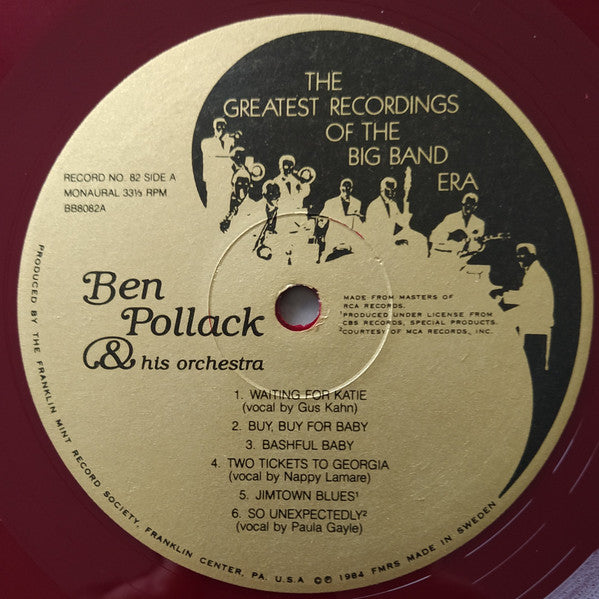 THE
GREATEST RECORDINGS
OF THE
BIG BAND
ERA
RECORD NO. 82 SIDE A
MONAURAL 33⅓ RPM
BB8082A
Ben
Pollack
& his orchestra
MADE FROM MASTERS OF
RCA RECORDS.
¹PRODUCED UNDER LICENSE FROM
CBS RECORDS, SPECIAL PRODUCTS.
²COURTESY OF MCA RECORDS, INC.
1. WAITING FOR KATIE
(vocal by Gus Kahn)
2. BUY, BUY FOR BABY
3. BASHFUL BABY
4. TWO TICKETS TO GEORGIA
(vocal by Nappy Lamare)
5. JIMTOWN BLUES¹
6. SO UNEXPECTEDLY²
(vocal by Paula Gayle)
PRODUCED BY THE FRANKLIN MINT RECORD SOCIETY, FRANKLIN CENTER, PA. U.S.A ©℗ 1984 FMRS MADE IN SWEDEN